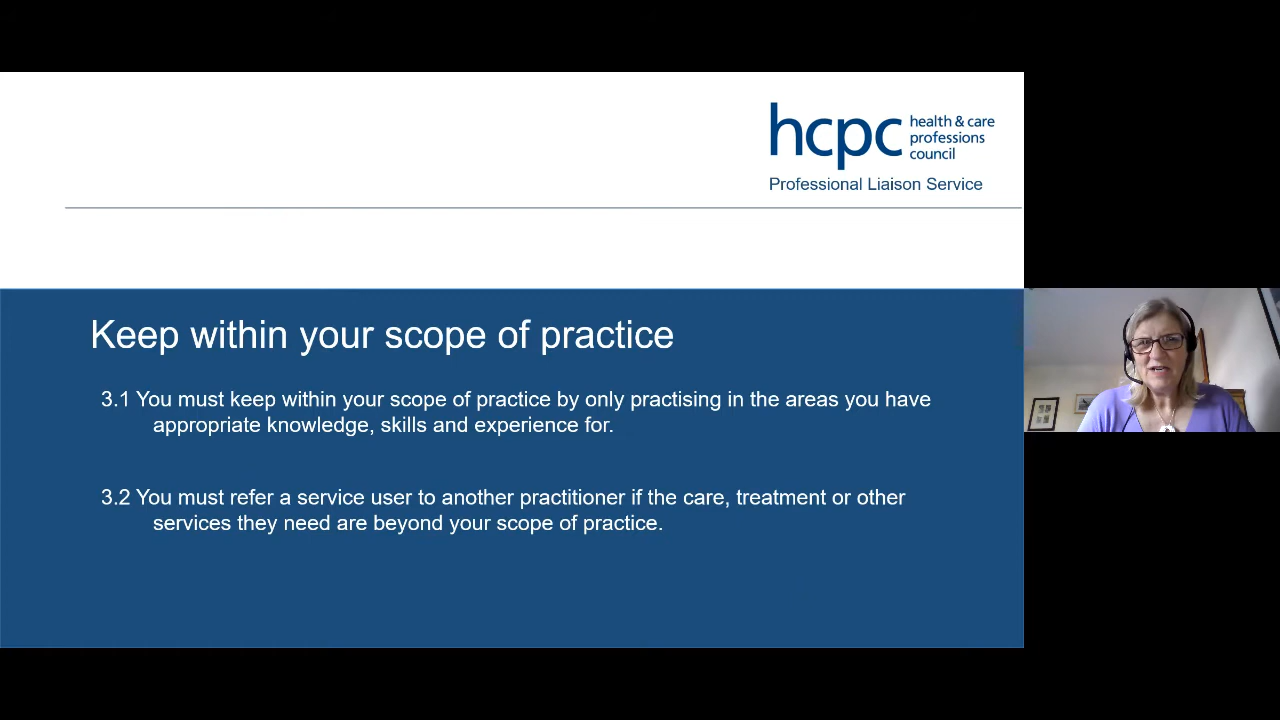 hcpc health & care
professions
council
Professional Liaison Service
Keep within your scope of practice
3.1 You must keep within your scope of practice by only practising in the areas you have
appropriate knowledge, skills and experience for.
3.2 You must refer a service user to another practitioner if the care, treatment or other
services they need are beyond your scope of practice.